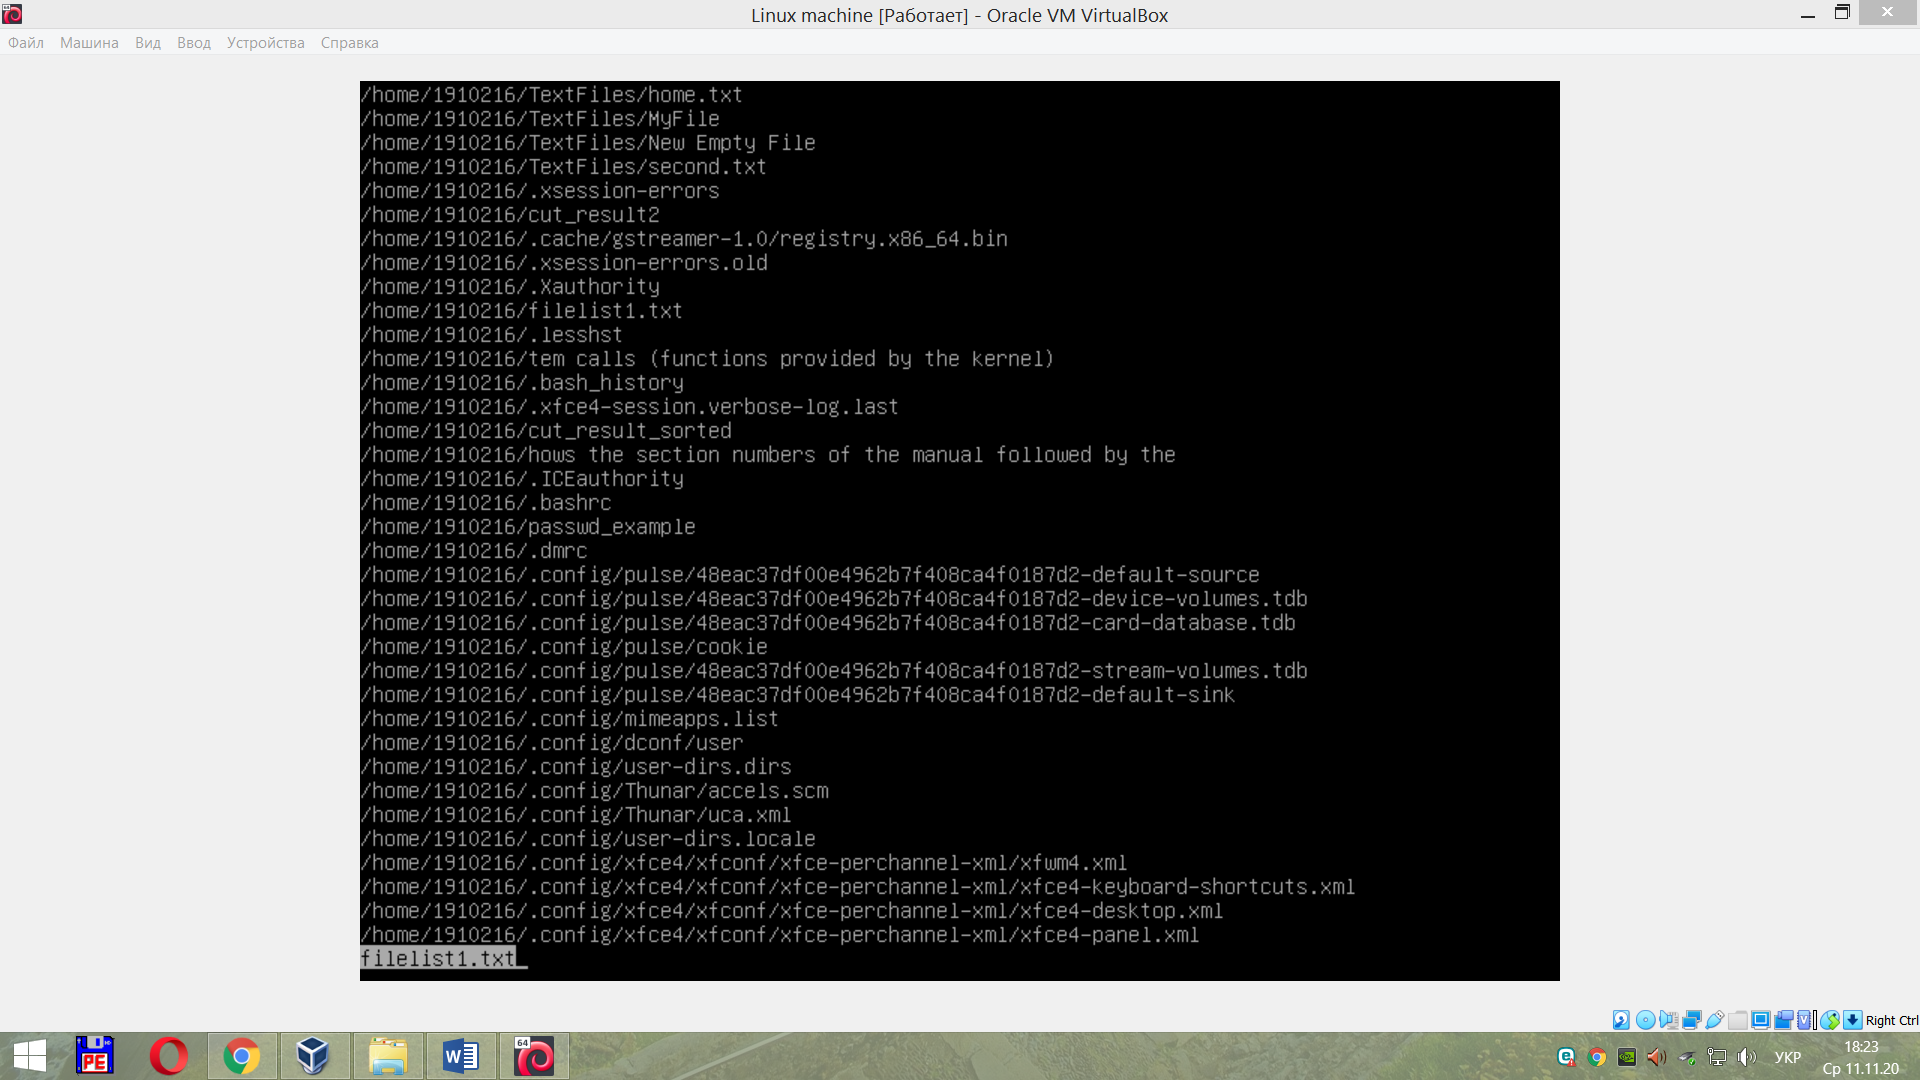 Linux machine [Работает] - Oracle VM VirtualBox
Файл Машина Вид Ввод Устройства Справка
/home/1910216/TextFiles/home.txt
/home/1910216/TextFiles/MyFile
/home/1910216/TextFiles/New Empty File
/home/1910216/TextFiles/second.txt
/home/1910216/.xsession-errors
/home/1910216/cut_result2
/home/1910216/.cache/gstreamer-1.0/registry.x86_64.bin
/home/1910216/.xsession-errors.old
/home/1910216/.Xauthority
/home/1910216/filelist1.txt
/home/1910216/.lesshst
/home/1910216/tem calls (functions provided by the kernel)
/home/1910216/.bash_history
/home/1910216/.xfce4-session.verbose-log.last
/home/1910216/cut_result_sorted
/home/1910216/hows the section numbers of the manual followed by the
/home/1910216/.ICEauthority
/home/1910216/.bashrc
/home/1910216/passwd_example
/home/1910216/.dmrc
/home/1910216/.config/pulse/48eac37df00e4962b7f408ca4f0187d2-default-source
/home/1910216/.config/pulse/48eac37df00e4962b7f408ca4f0187d2-device-volumes.tdb
/home/1910216/.config/pulse/48eac37df00e4962b7f408ca4f0187d2-card-database.tdb
/home/1910216/.config/pulse/cookie
/home/1910216/.config/pulse/48eac37df00e4962b7f408ca4f0187d2-stream-volumes.tdb
/home/1910216/.config/pulse/48eac37df00e4962b7f408ca4f0187d2-default-sink
/home/1910216/.config/mimeapps.list
/home/1910216/.config/dconf/user
/home/1910216/.config/user-dirs.dirs
/home/1910216/.config/Thunar/accels.scm
/home/1910216/.config/Thunar/uca.xml
/home/1910216/.config/user-dirs.locale
/home/1910216/.config/xfce4/xfconf/xfce-perchannel-xml/xfwm4.xml
/home/1910216/.config/xfce4/xfconf/xfce-perchannel-xml/xfce4-keyboard-shortcuts.xml
/home/1910216/.config/xfce4/xfconf/xfce-perchannel-xml/xfce4-desktop.xml
/home/1910216/.config/xfce4/xfconf/xfce-perchannel-xml/xfce4-panel.xml
filelist1.txt
Right Ctrl
PE
64
УКР
18:23
Ср 11.11.20